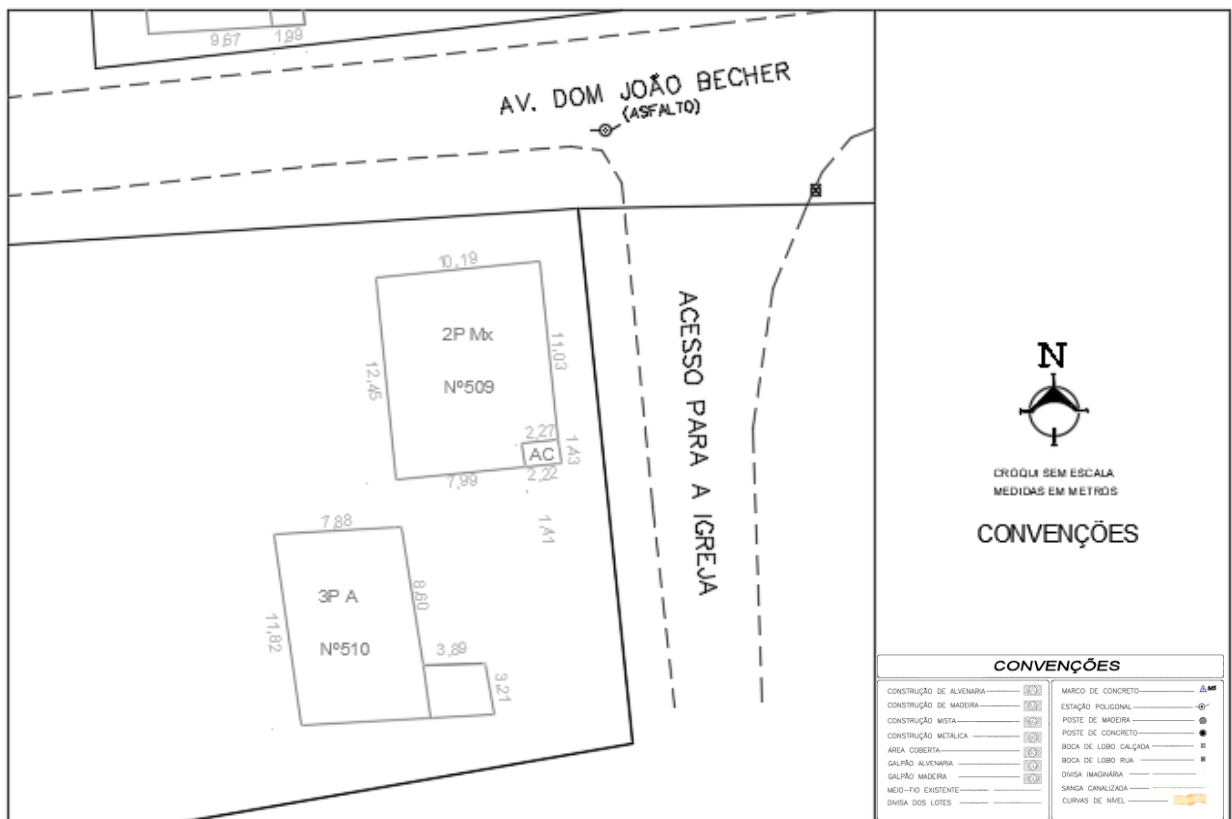 9,67
1,99
AV. DOM JOÃO BECHER
(ASFALTO)
10,19
2P Mx
11,03
12,45
Nº509
2,27
1,43
AC
7,99
2,22
1,41
7,88
3P A
8,60
11,82
Nº510
3,89
3,21
ACESSO PARA A IGREJA
N
CROQUI SEM ESCALA
MEDIDAS EM METROS
CONVENÇÕES
CONVENÇÕES
CONSTRUÇÃO DE ALVENARIA
CONSTRUÇÃO DE MADEIRA
CONSTRUÇÃO MISTA
CONSTRUÇÃO METÁLICA
ÁREA COBERTA
GALPÃO ALVENARIA
GALPÃO MADEIRA
MEIO-FIO EXISTENTE
DIVISA DOS LOTES
MARCO DE CONCRETO
ESTAÇÃO POLIGONAL
POSTE DE MADEIRA
POSTE DE CONCRETO
BOCA DE LOBO CALÇADA
BOCA DE LOBO RUA
DIVISA IMAGINÁRIA
SANGA CANALIZADA
CURVAS DE NÍVEL